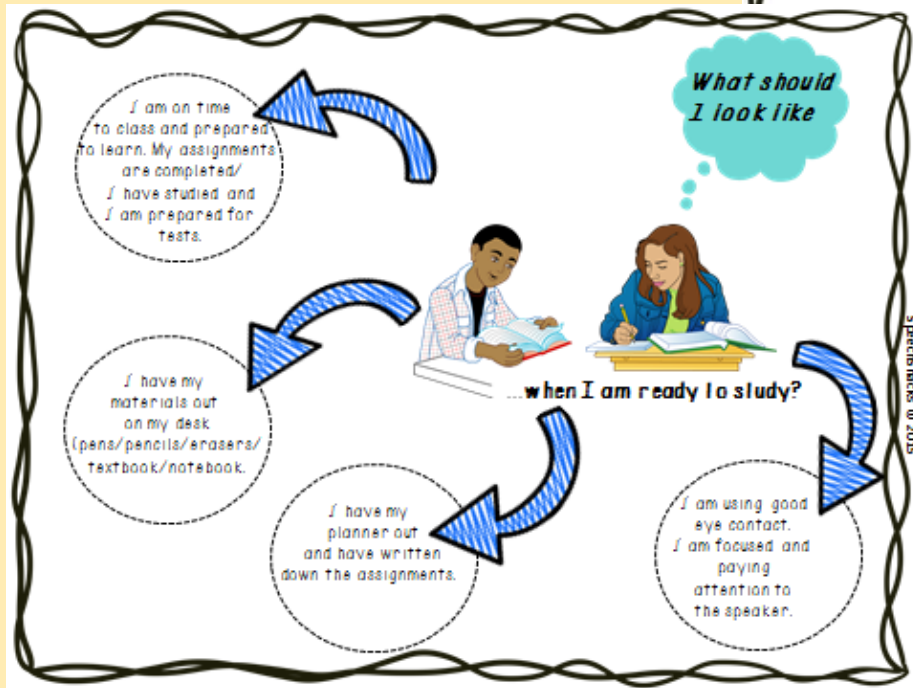 What should
I look like
I am on time
to class and prepared
to learn. My assignments
are completed/
I have studied and
I am prepared for
tests.
...when I am ready to study?
I have my
materials out
on my desk
(pens/pencils/erasers/
textbook/notebook.
I have my
planner out
and have written
down the assignments.
I am using good
eye contact.
I am focused and
paying
attention to
the speaker.